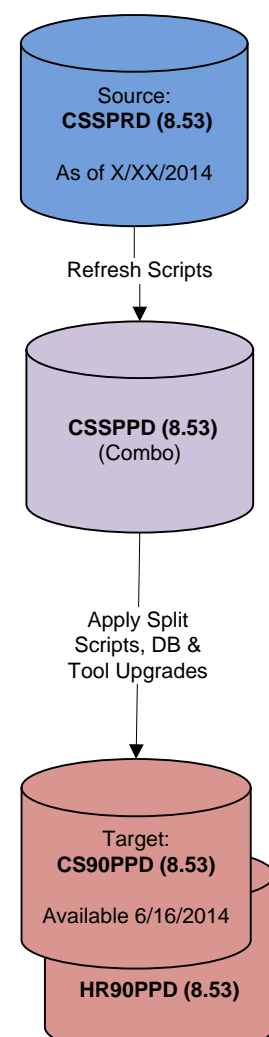 Source:
CSSPRD (8.53)
As of X/XX/2014
Refresh Scripts
CSSPPD (8.53)
(Combo)
Apply Split
Scripts, DB &
Tool Upgrades
Target:
CS90PPD (8.53)
Available 6/16/2014
HR90PPD (8.53)